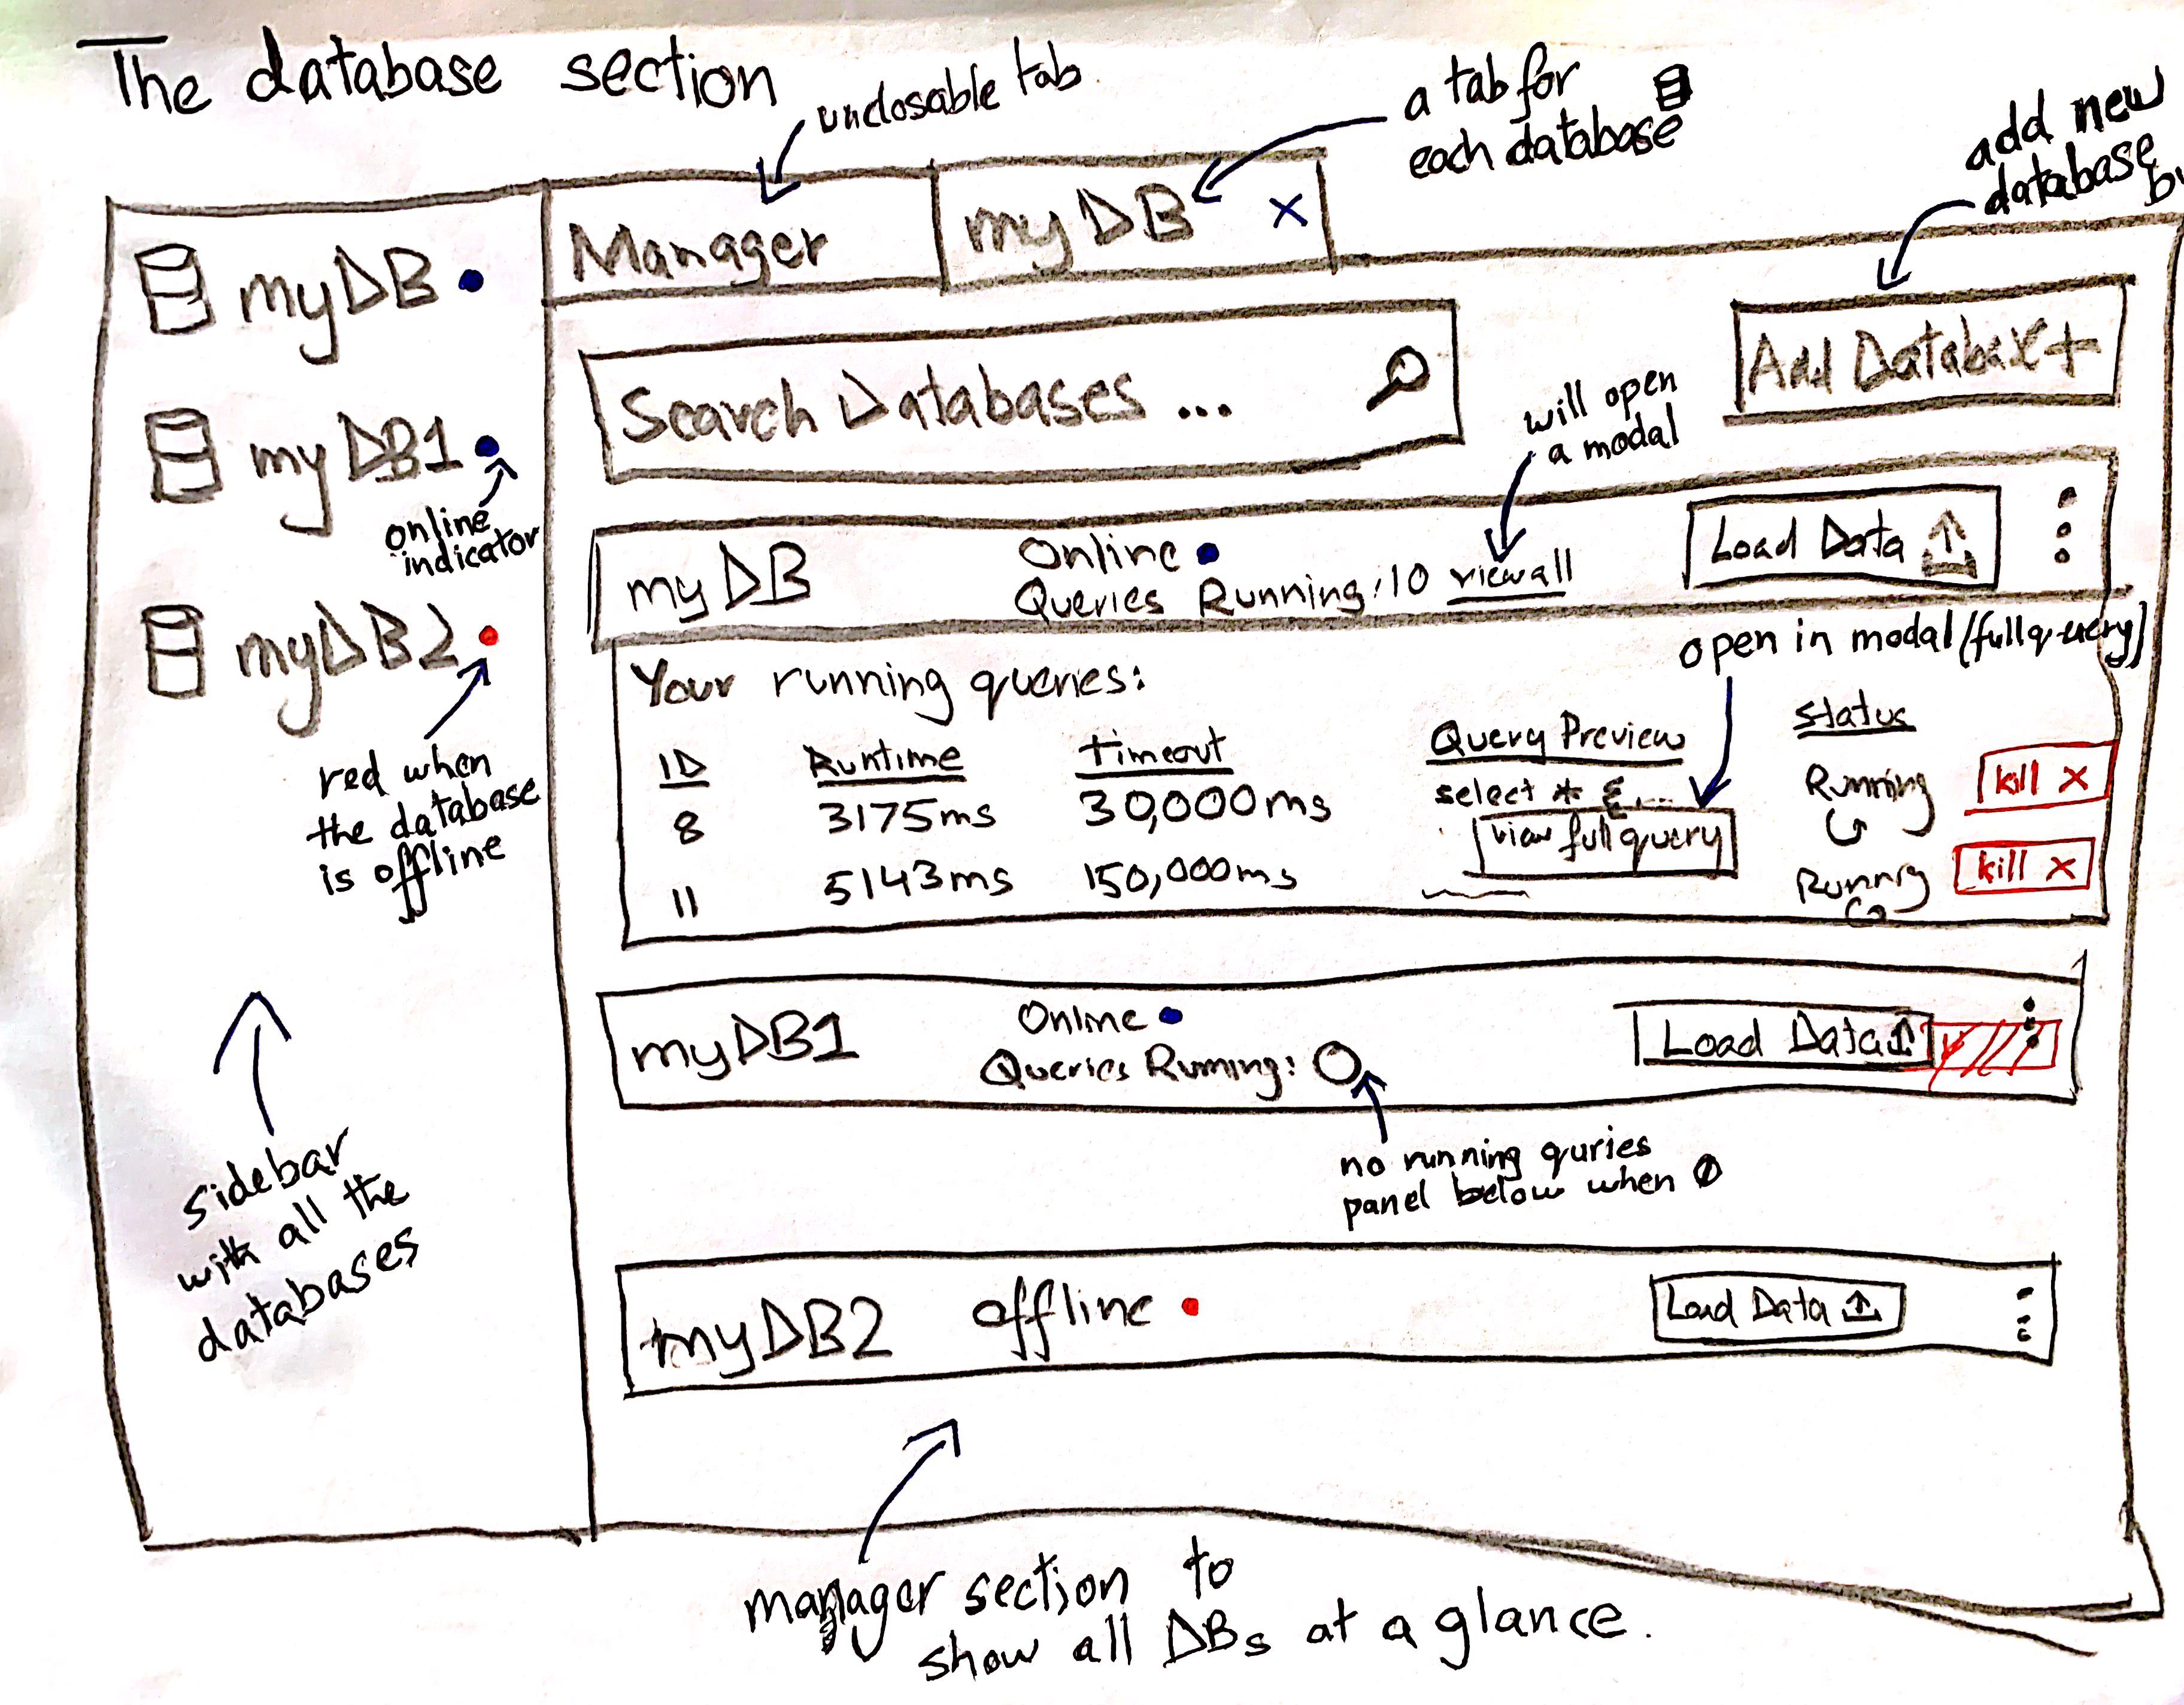 The database section
unclosable tab
a tab for
each database
add new
database
myDB
myDB1
online
indicator
myDB2
red when
the database
is offline
sidebar
with all the
databases
Manager
myDB X
Search Databases ...
Add Database+
will open
a modal
myDB
Online
Queries Running:10 view all
Load Data
open in modal (full query)
Your running queries:
ID Runtime Timeout Query Preview Status
8 3175ms 30,000ms select * Running kill X
view full query
11 5143ms 150,000ms Runnig kill X
myDB1
Online
Queries Running: 0
Load Data
no running quries
panel below when 0
myDB2 offline Load Data
manager section to
show all DBs at a glance.